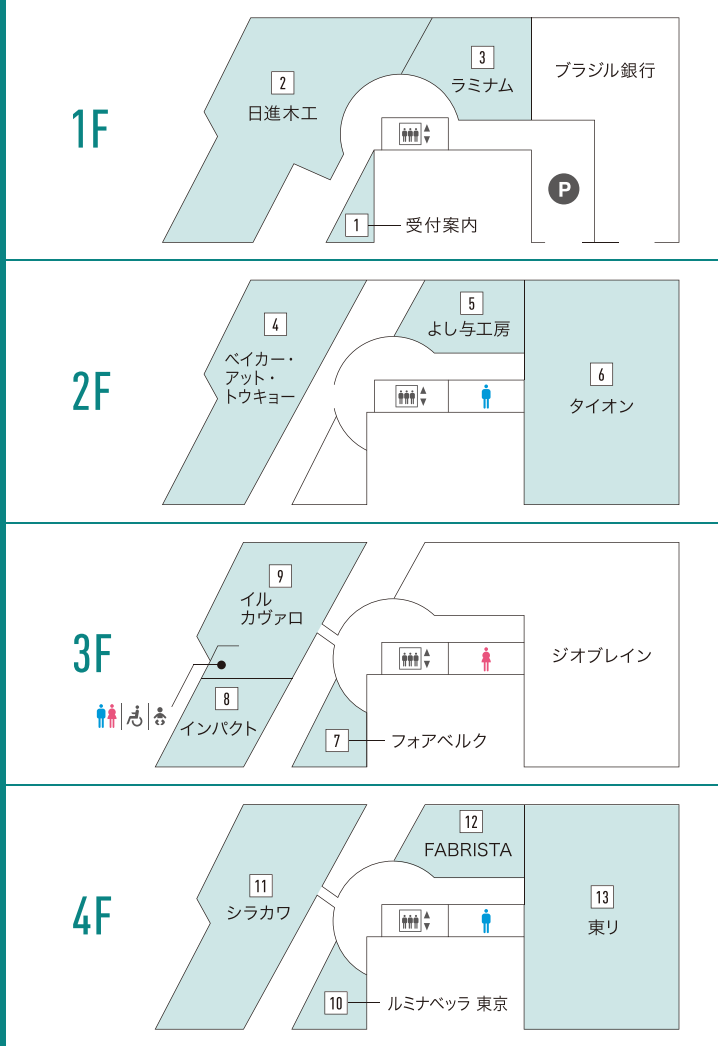 1F
2
日進木工
3
ラミナム
ブラジル銀行
P
1
受付案内
2F
4
ベイカー・
アット・
トウキョー
5
よし与工房
6
タイオン
3F
9
イル
カヴァロ
8
インパクト
7
フォアベルク
ジオブレイン
4F
11
シラカワ
12
FABRISTA
13
東リ
10
ルミナベッラ 東京